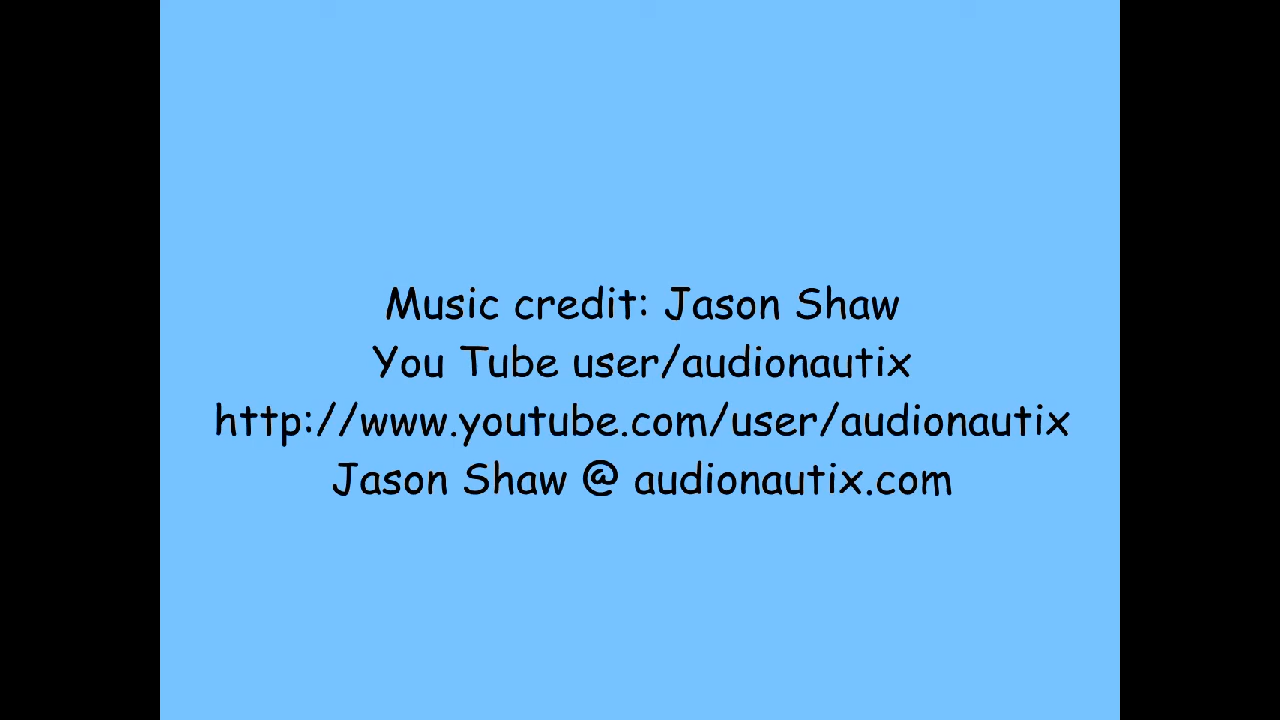 Music credit: Jason Shaw
You Tube user/audionautix
http://www.youtube.com/user/audionautix
Jason Shaw @ audionautix.com